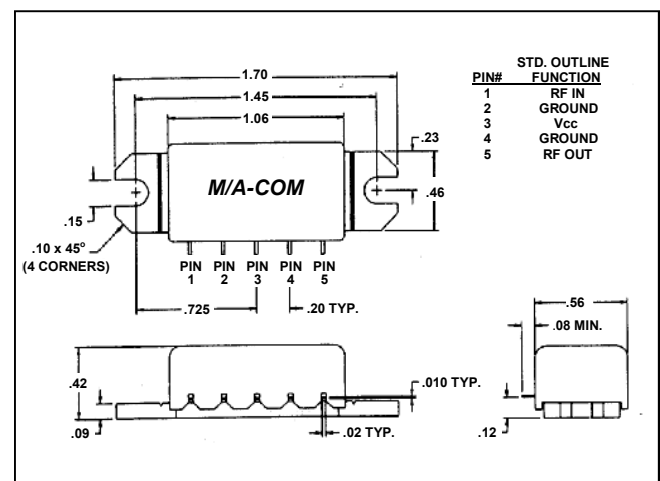 1.70
1.45
1.06
.23
.46
M/A-COM
.15
.10 x 45°
(4 CORNERS)
PIN 1
PIN 2
PIN 3
PIN 4
PIN 5
.725
.20 TYP.
STD. OUTLINE
PIN# FUNCTION
1 RF IN
2 GROUND
3 Vcc
4 GROUND
5 RF OUT
.42
.09
.010 TYP.
.02 TYP.
.56
.08 MIN.
.12